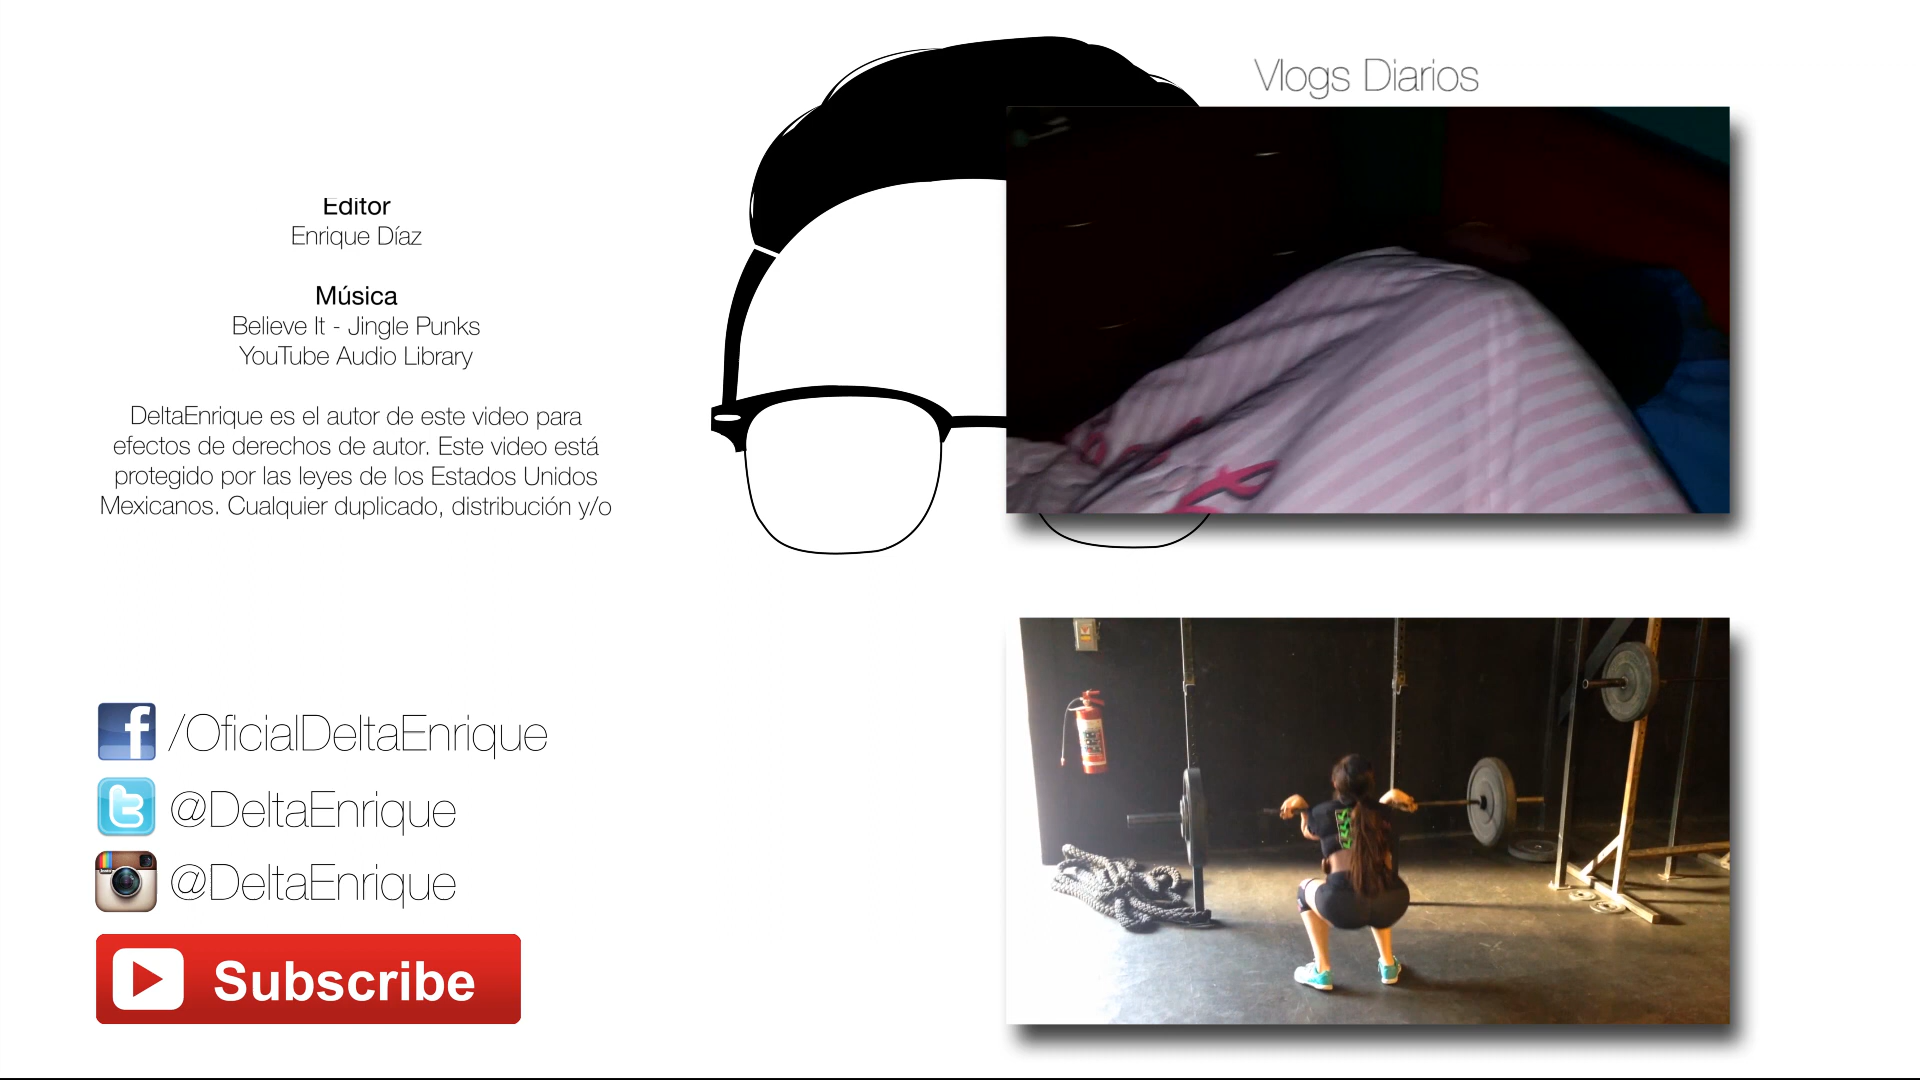 Vlogs Diarios
Editor
Enrique Díaz
Música
Believe It - Jingle Punks
YouTube Audio Library
DeltaEnrique es el autor de este video para
efectos de derechos de autor. Este video está
protegido por las leyes de los Estados Unidos
Mexicanos. Cualquier duplicado, distribución y/o
/OficialDeltaEnrique
@DeltaEnrique
@DeltaEnrique
Subscribe